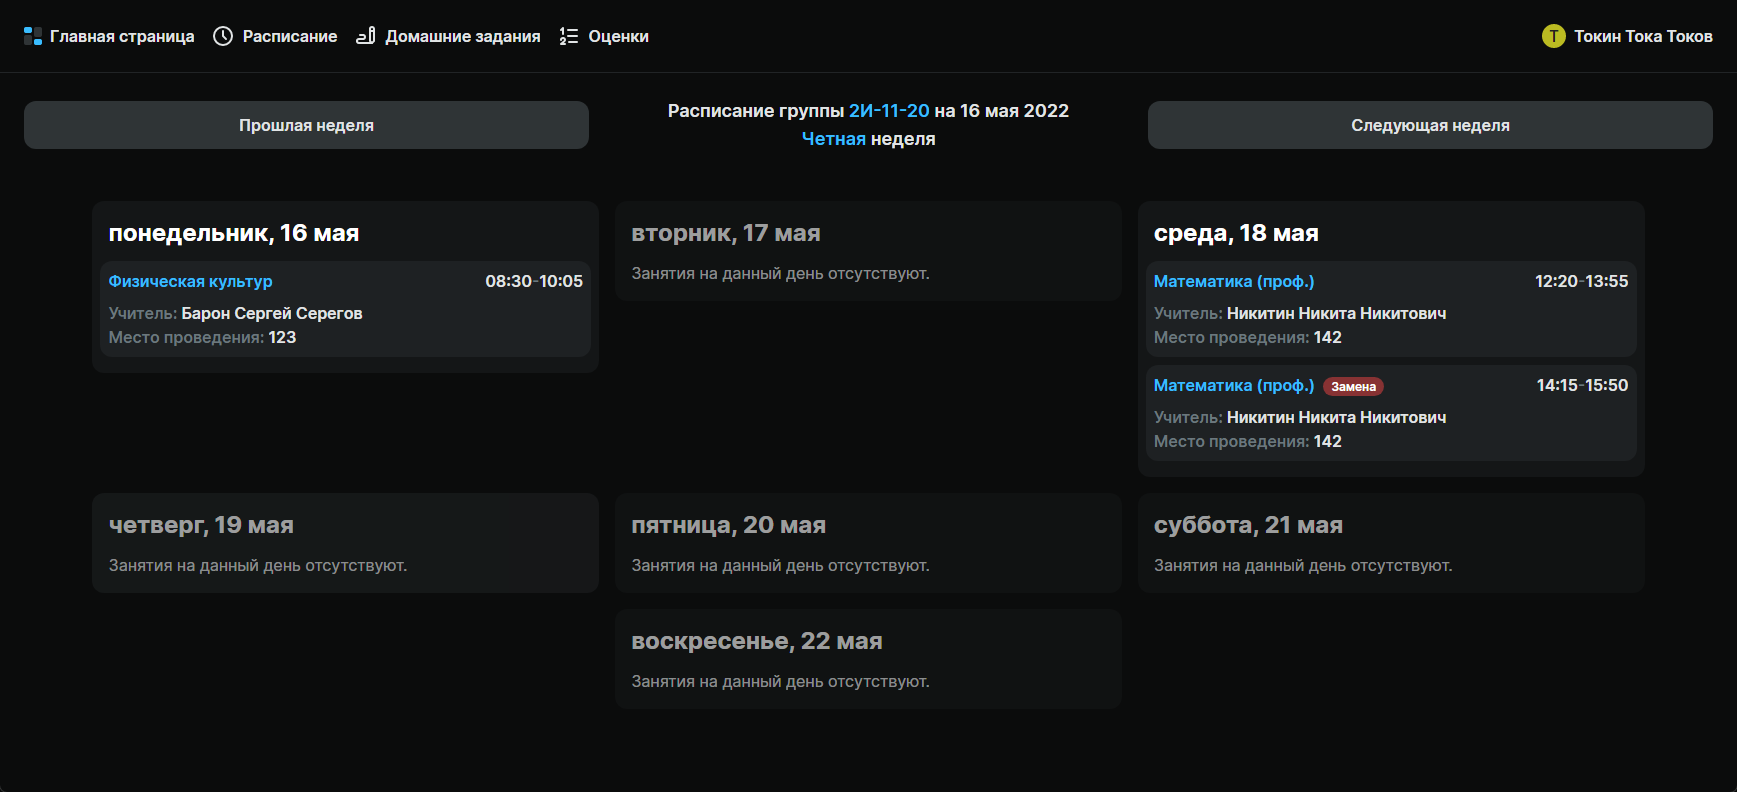 Главная страница Расписание Домашние задания Оценки
Т Токин Тока Токов
Прошлая неделя
Расписание группы 2И-11-20 на 16 мая 2022
Четная неделя
Следующая неделя
понедельник, 16 мая
Физическая культур 08:30-10:05
Учитель: Барон Сергей Серегов
Место проведения: 123
вторник, 17 мая
Занятия на данный день отсутствуют.
среда, 18 мая
Математика (проф.) 12:20-13:55
Учитель: Никитин Никита Никитович
Место проведения: 142
Математика (проф.) Замена 14:15-15:50
Учитель: Никитин Никита Никитович
Место проведения: 142
четверг, 19 мая
Занятия на данный день отсутствуют.
пятница, 20 мая
Занятия на данный день отсутствуют.
суббота, 21 мая
Занятия на данный день отсутствуют.
воскресенье, 22 мая
Занятия на данный день отсутствуют.